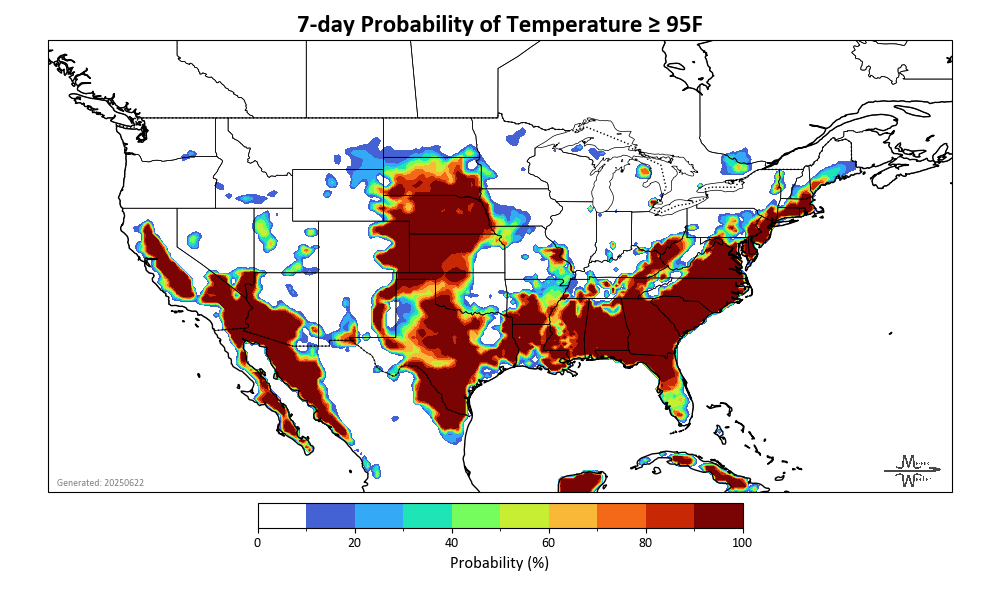 7-day Probability of Temperature ≥ 95F
Generated: 20250622
0 20 40 60 80 100
Probability (%)